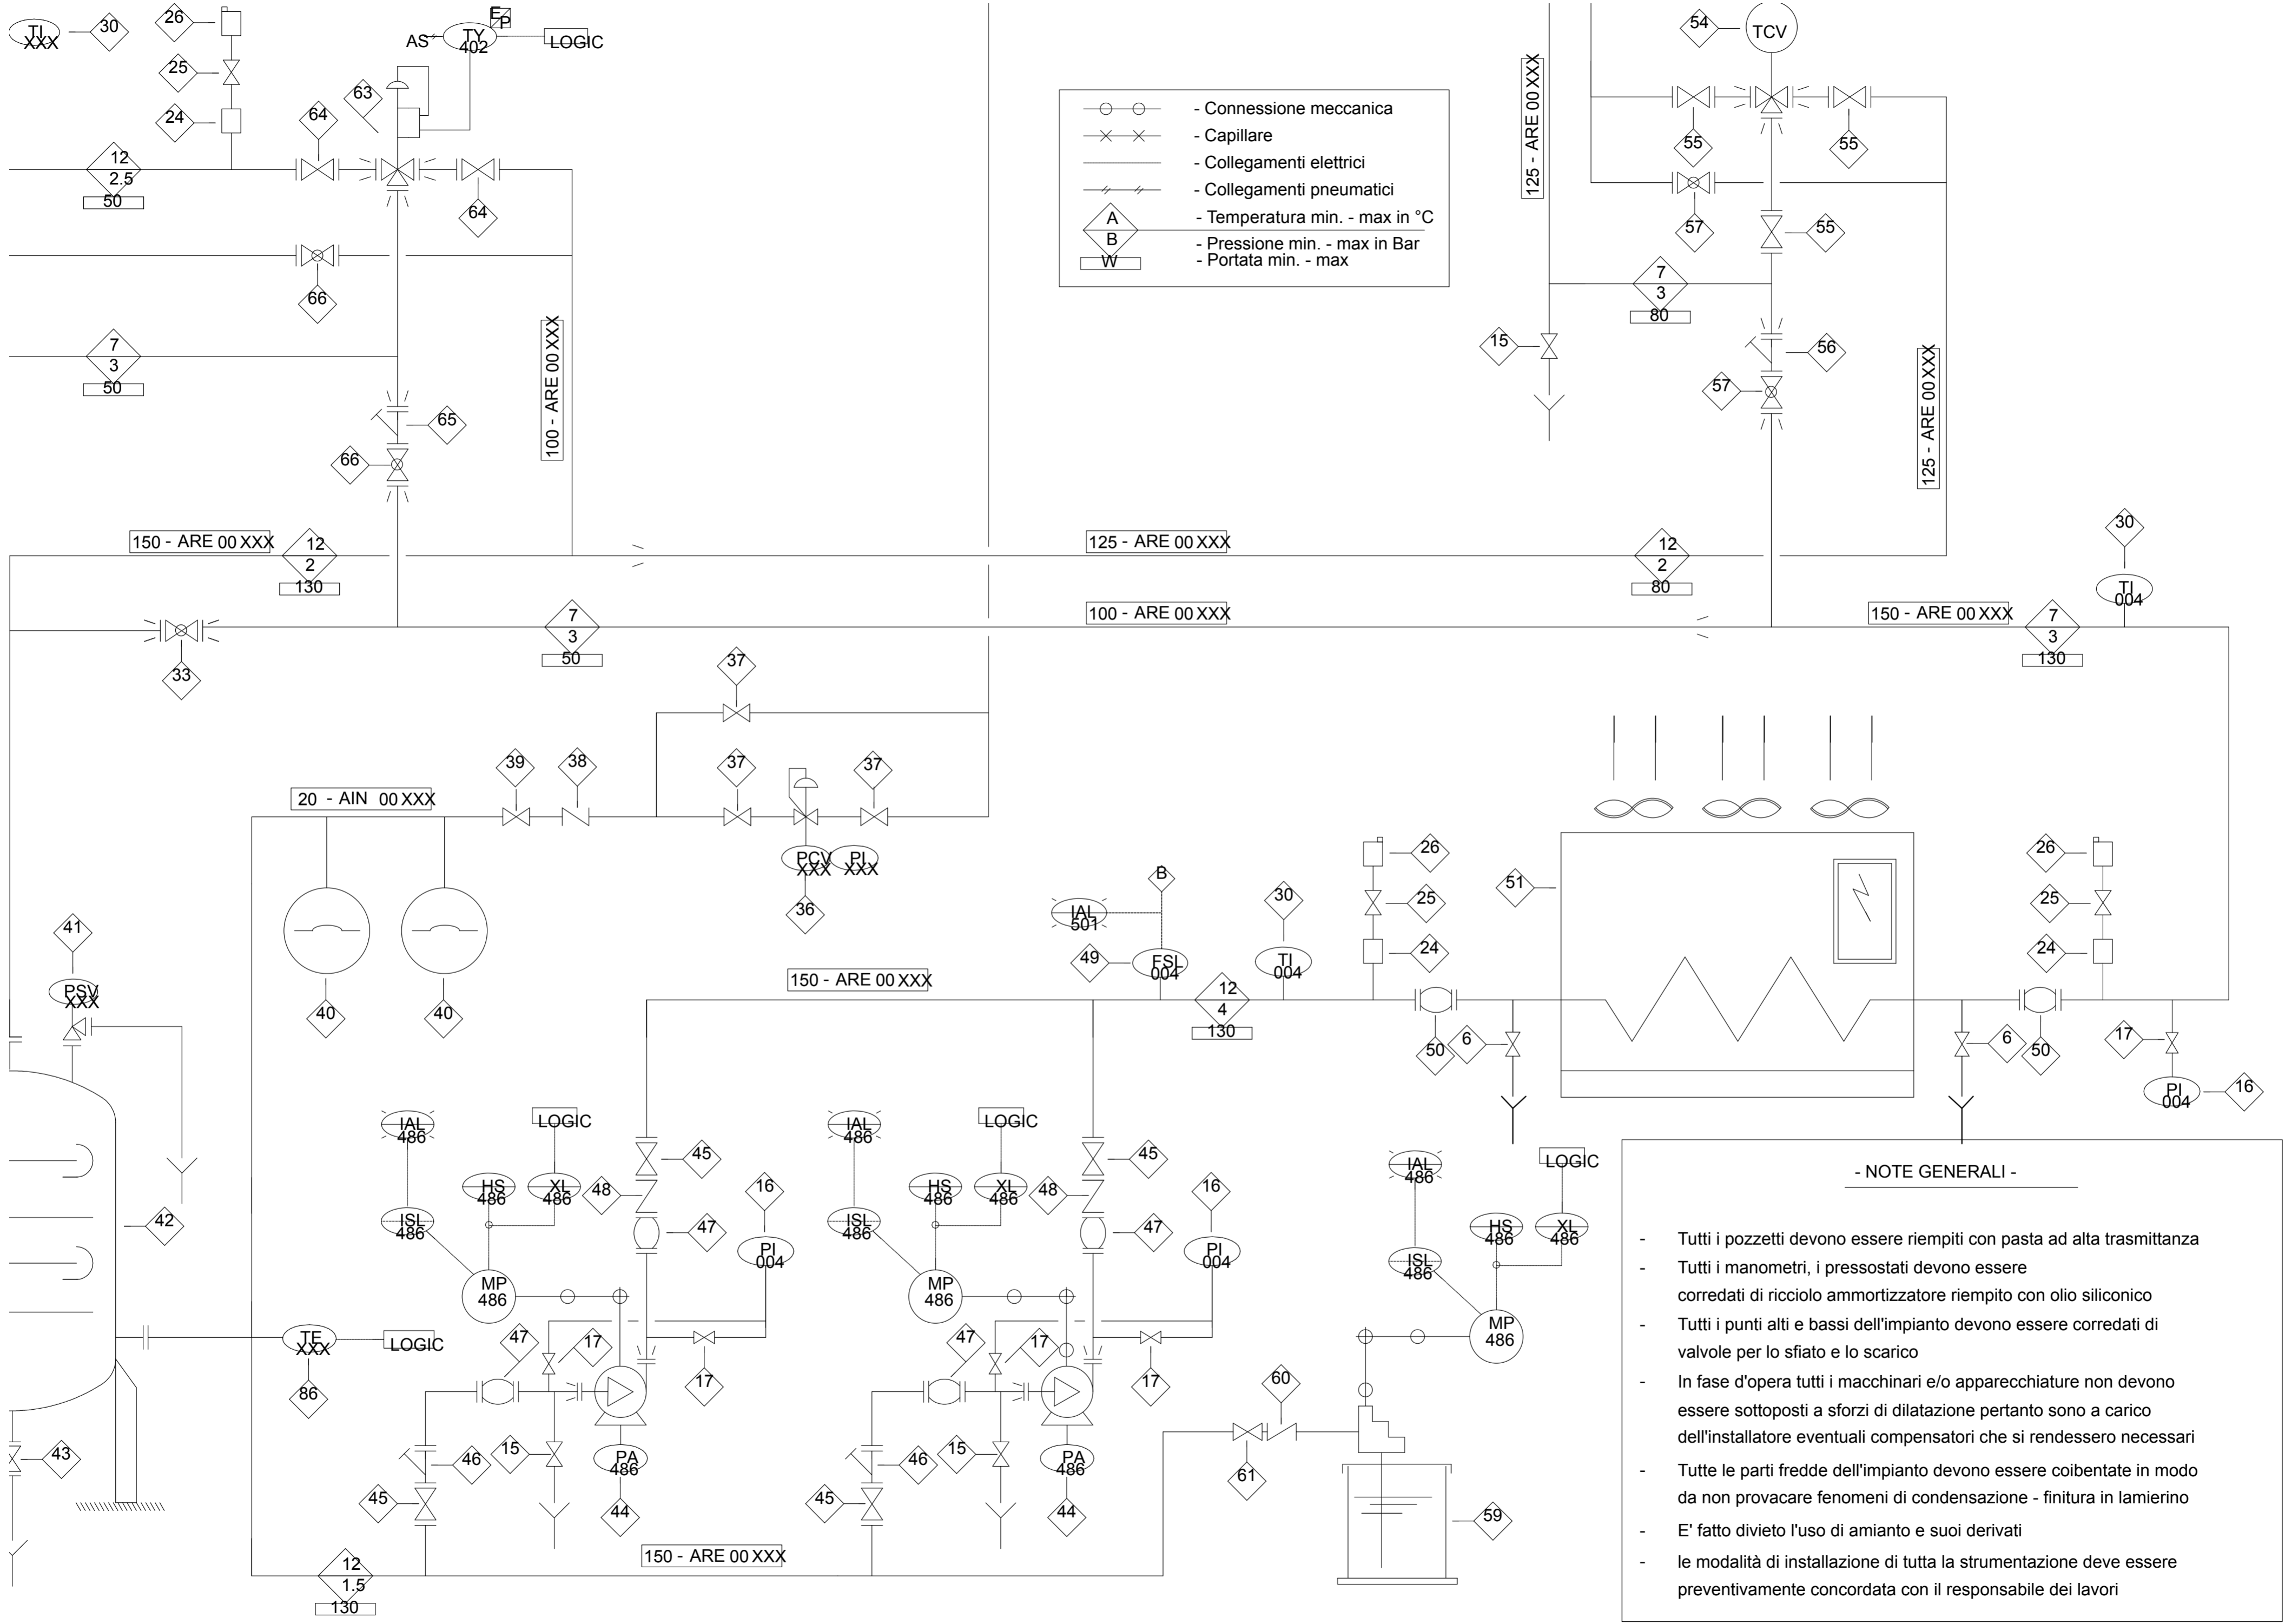 TI
XXX
30
26
25
24
AS
TY
402
E
P
LOGIC
63
64
64
12
2.5
50
66
7
3
50
65
66
100 - ARE 00 XXX
- Connessione meccanica
- Capillare
- Collegamenti elettrici
- Collegamenti pneumatici
A
- Temperatura min. - max in °C
B
- Pressione min. - max in Bar
W
- Portata min. - max
54
TCV
125 - ARE 00 XXX
55
55
57
55
7
3
80
15
56
57
125 - ARE 00 XXX
150 - ARE 00 XXX
12
2
130
125 - ARE 00 XXX
12
2
80
30
TI
004
33
7
3
50
100 - ARE 00 XXX
150 - ARE 00 XXX
7
3
130
37
39
38
37
37
20 - AIN 00 XXX
PCV
XXX
PI
XXX
36
40
40
41
PSV
XXX
42
43
B
IAL
501
49
FSL
004
30
TI
004
26
25
24
51
26
25
24
150 - ARE 00 XXX
12
4
130
50
6
6
50
17
PI
004
16
IAL
486
LOGIC
HS
486
XL
486
48
45
16
ISL
486
47
PI
004
MP
486
47
17
17
15
46
45
PA
486
44
IAL
486
LOGIC
HS
486
XL
486
48
45
16
ISL
486
47
PI
004
MP
486
47
17
17
15
46
45
PA
486
44
TE
XXX
LOGIC
86
12
1.5
130
150 - ARE 00 XXX
IAL
486
LOGIC
HS
486
XL
486
ISL
486
MP
486
60
61
59
- NOTE GENERALI -
- Tutti i pozzetti devono essere riempiti con pasta ad alta trasmittanza
- Tutti i manometri, i pressostati devono essere
corredati di ricciolo ammortizzatore riempito con olio siliconico
- Tutti i punti alti e bassi dell'impianto devono essere corredati di
valvole per lo sfiato e lo scarico
- In fase d'opera tutti i macchinari e/o apparecchiature non devono
essere sottoposti a sforzi di dilatazione pertanto sono a carico
dell'installatore eventuali compensatori che si rendessero necessari
- Tutte le parti fredde dell'impianto devono essere coibentate in modo
da non provacare fenomeni di condensazione - finitura in lamierino
- E' fatto divieto l'uso di amianto e suoi derivati
- le modalità di installazione di tutta la strumentazione deve essere
preventivamente concordata con il responsabile dei lavori